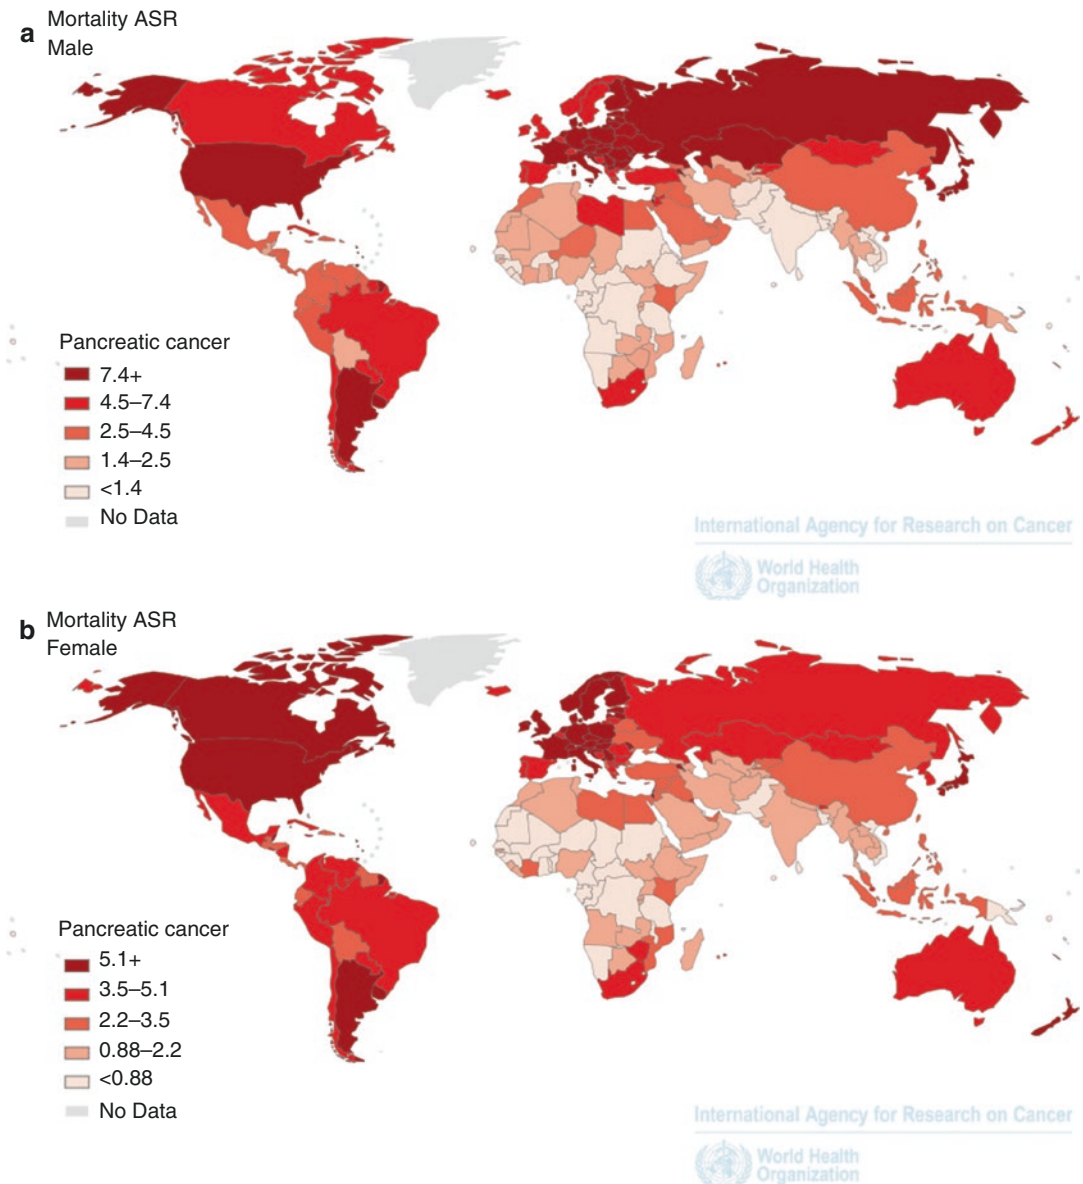 a
Mortality ASR
Male
Pancreatic cancer
7.4+
4.5–7.4
2.5–4.5
1.4–2.5
<1.4
No Data
International Agency for Research on Cancer
World Health
Organization
b
Mortality ASR
Female
Pancreatic cancer
5.1+
3.5–5.1
2.2–3.5
0.88–2.2
<0.88
No Data
International Agency for Research on Cancer
World Health
Organization